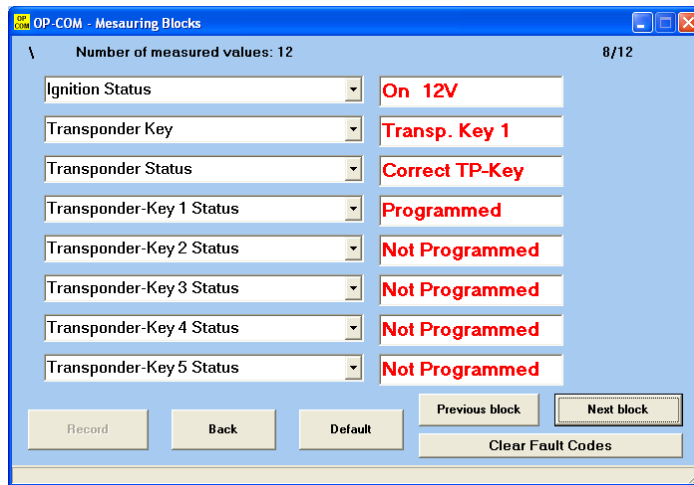 OP COM OP-COM - Mesauring Blocks
\ Number of measured values: 12 8/12
Ignition Status On 12V
Transponder Key Transp. Key 1
Transponder Status Correct TP-Key
Transponder-Key 1 Status Programmed
Transponder-Key 2 Status Not Programmed
Transponder-Key 3 Status Not Programmed
Transponder-Key 4 Status Not Programmed
Transponder-Key 5 Status Not Programmed
Previous block Next block
Record Back Default
Clear Fault Codes